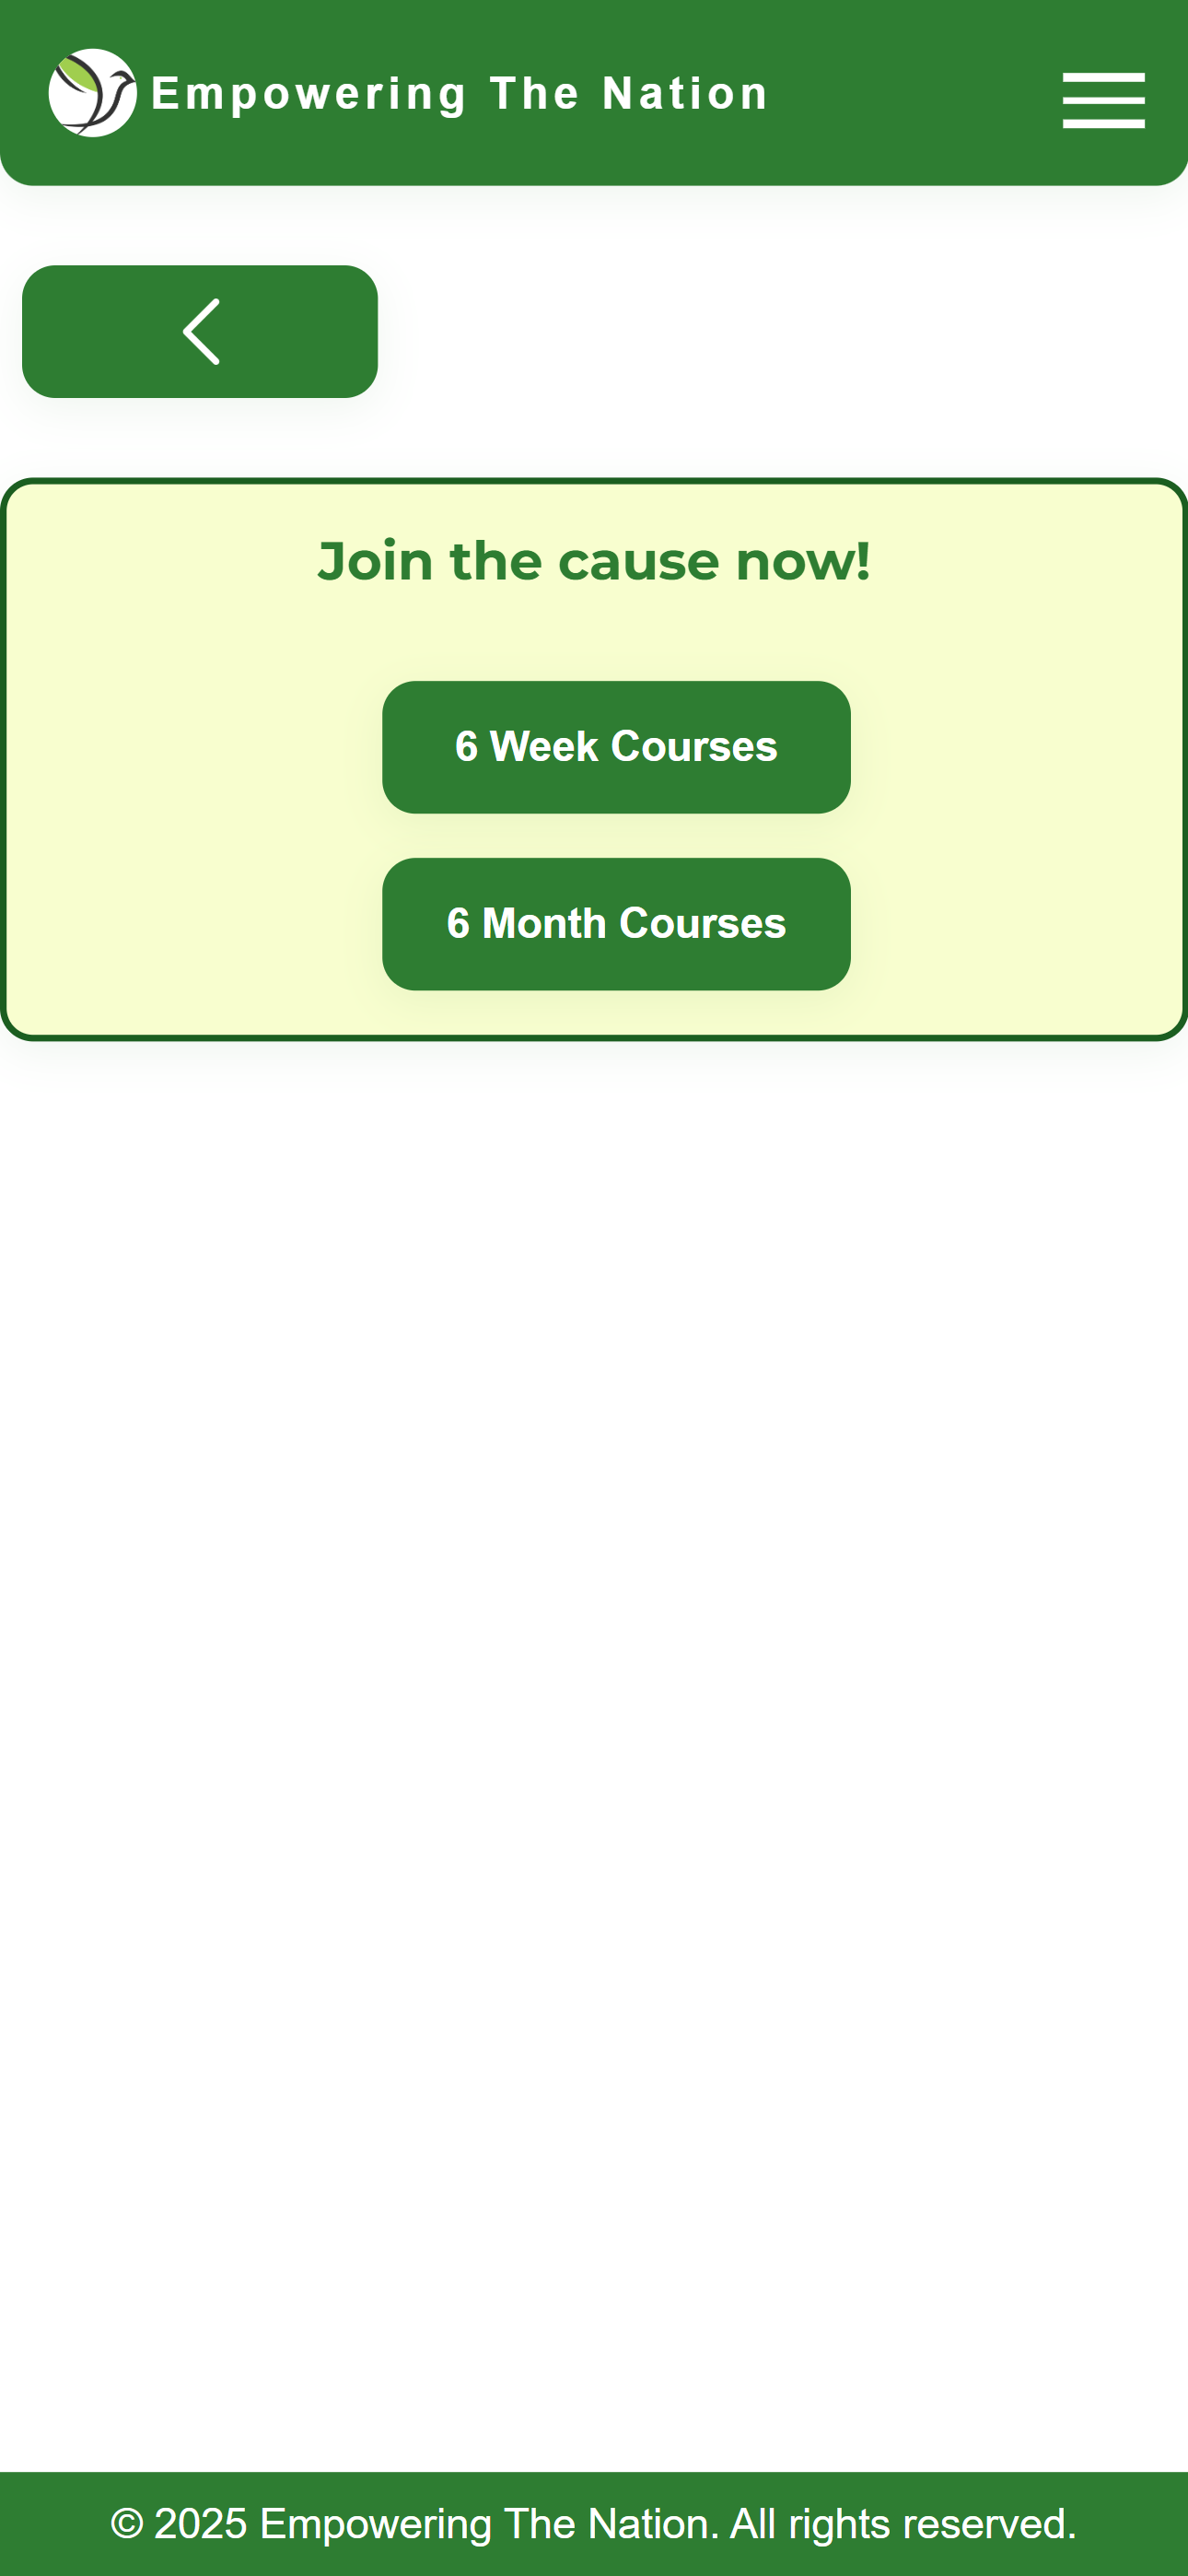 Empowering The Nation
Join the cause now!
6 Week Courses
6 Month Courses
© 2025 Empowering The Nation. All rights reserved.